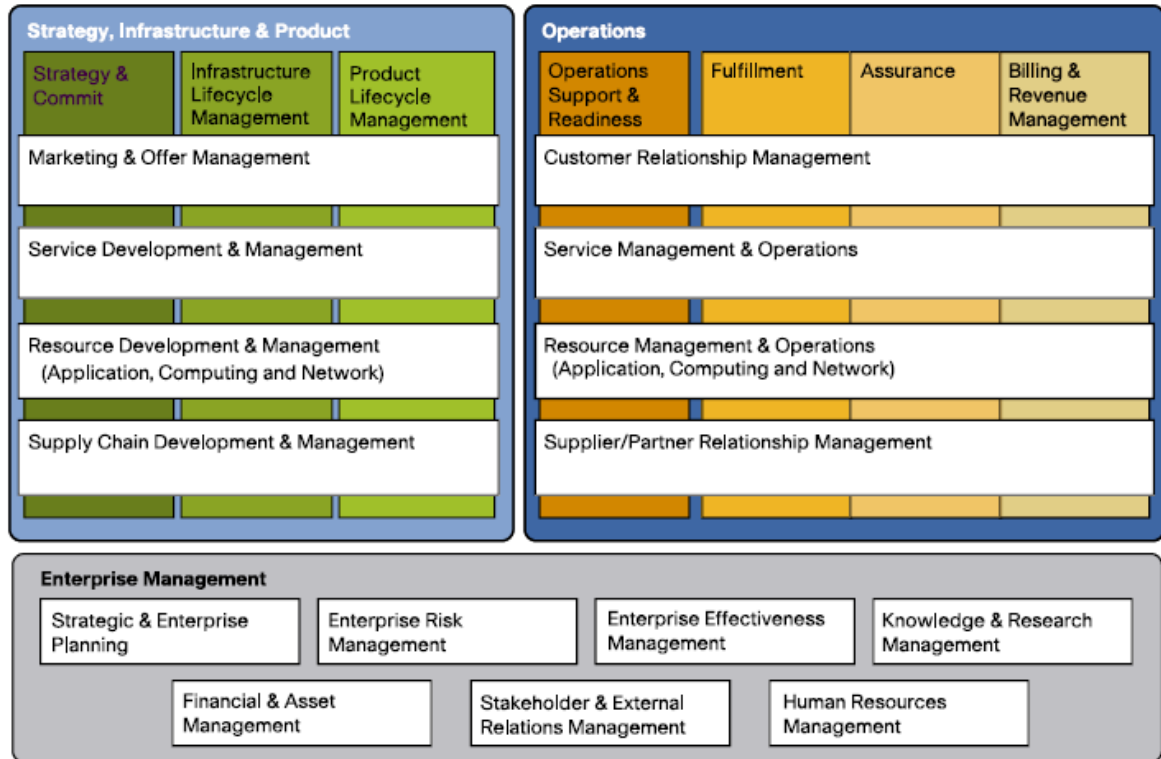 Strategy, Infrastructure & Product
Strategy &
Commit
Infrastructure
Lifecycle
Management
Product
Lifecycle
Management
Marketing & Offer Management
Service Development & Management
Resource Development & Management
(Application, Computing and Network)
Supply Chain Development & Management
Operations
Operations
Support &
Readiness
Fulfillment
Assurance
Billing &
Revenue
Management
Customer Relationship Management
Service Management & Operations
Resource Management & Operations
(Application, Computing and Network)
Supplier/Partner Relationship Management
Enterprise Management
Strategic & Enterprise
Planning
Enterprise Risk
Management
Enterprise Effectiveness
Management
Knowledge & Research
Management
Financial & Asset
Management
Stakeholder & External
Relations Management
Human Resources
Management